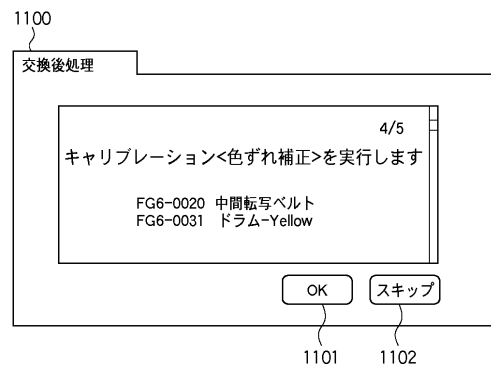 1100
交換後処理
4/5
キャリブレーション<色ずれ補正>を実行します
FG6-0020 中間転写ベルト
FG6-0031 ドラム-Yellow
OK スキップ
1101 1102